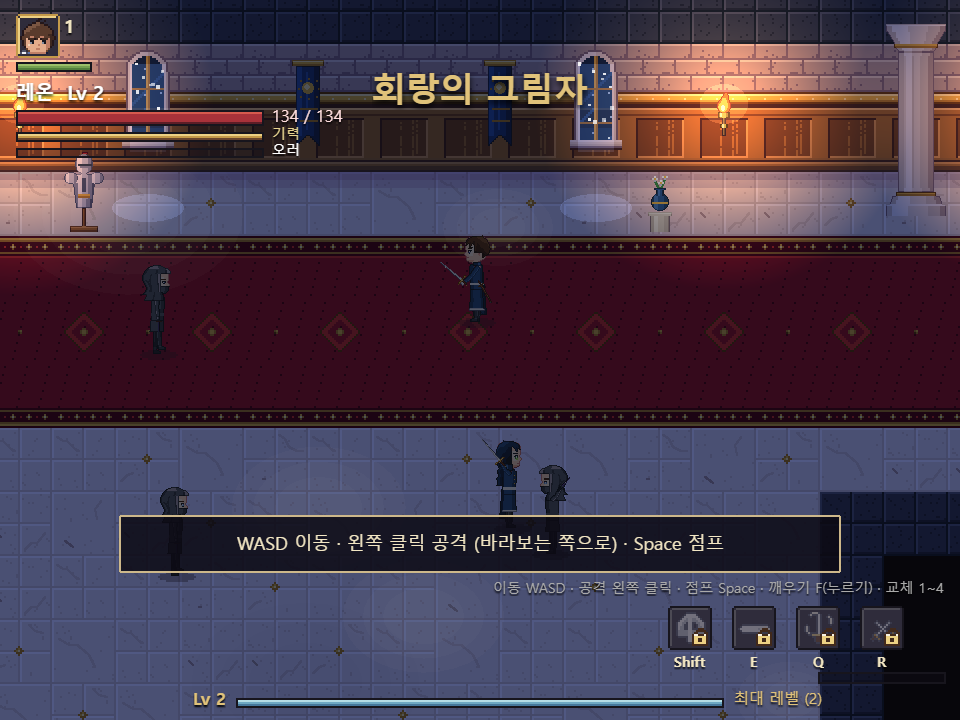 1
레온 Lv 2
회랑의 그림자
134 / 134
기력
오러
WASD 이동 · 왼쪽 클릭 공격 (바라보는 쪽으로) · Space 점프
이동 WASD · 공격 왼쪽 클릭 · 점프 Space · 깨우기 F(누르기) · 교체 1~4
Shift E Q R
Lv 2 최대 레벨 (2)